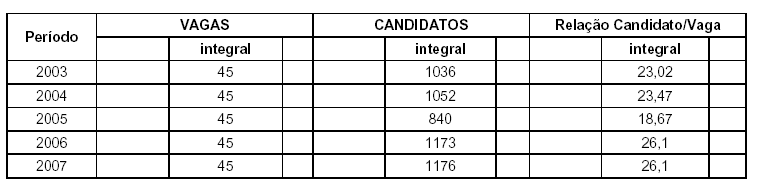 Período VAGAS CANDIDATOS Relação Candidato/Vaga
integral integral integral
2003 45 1036 23,02
2004 45 1052 23,47
2005 45 840 18,67
2006 45 1173 26,1
2007 45 1176 26,1